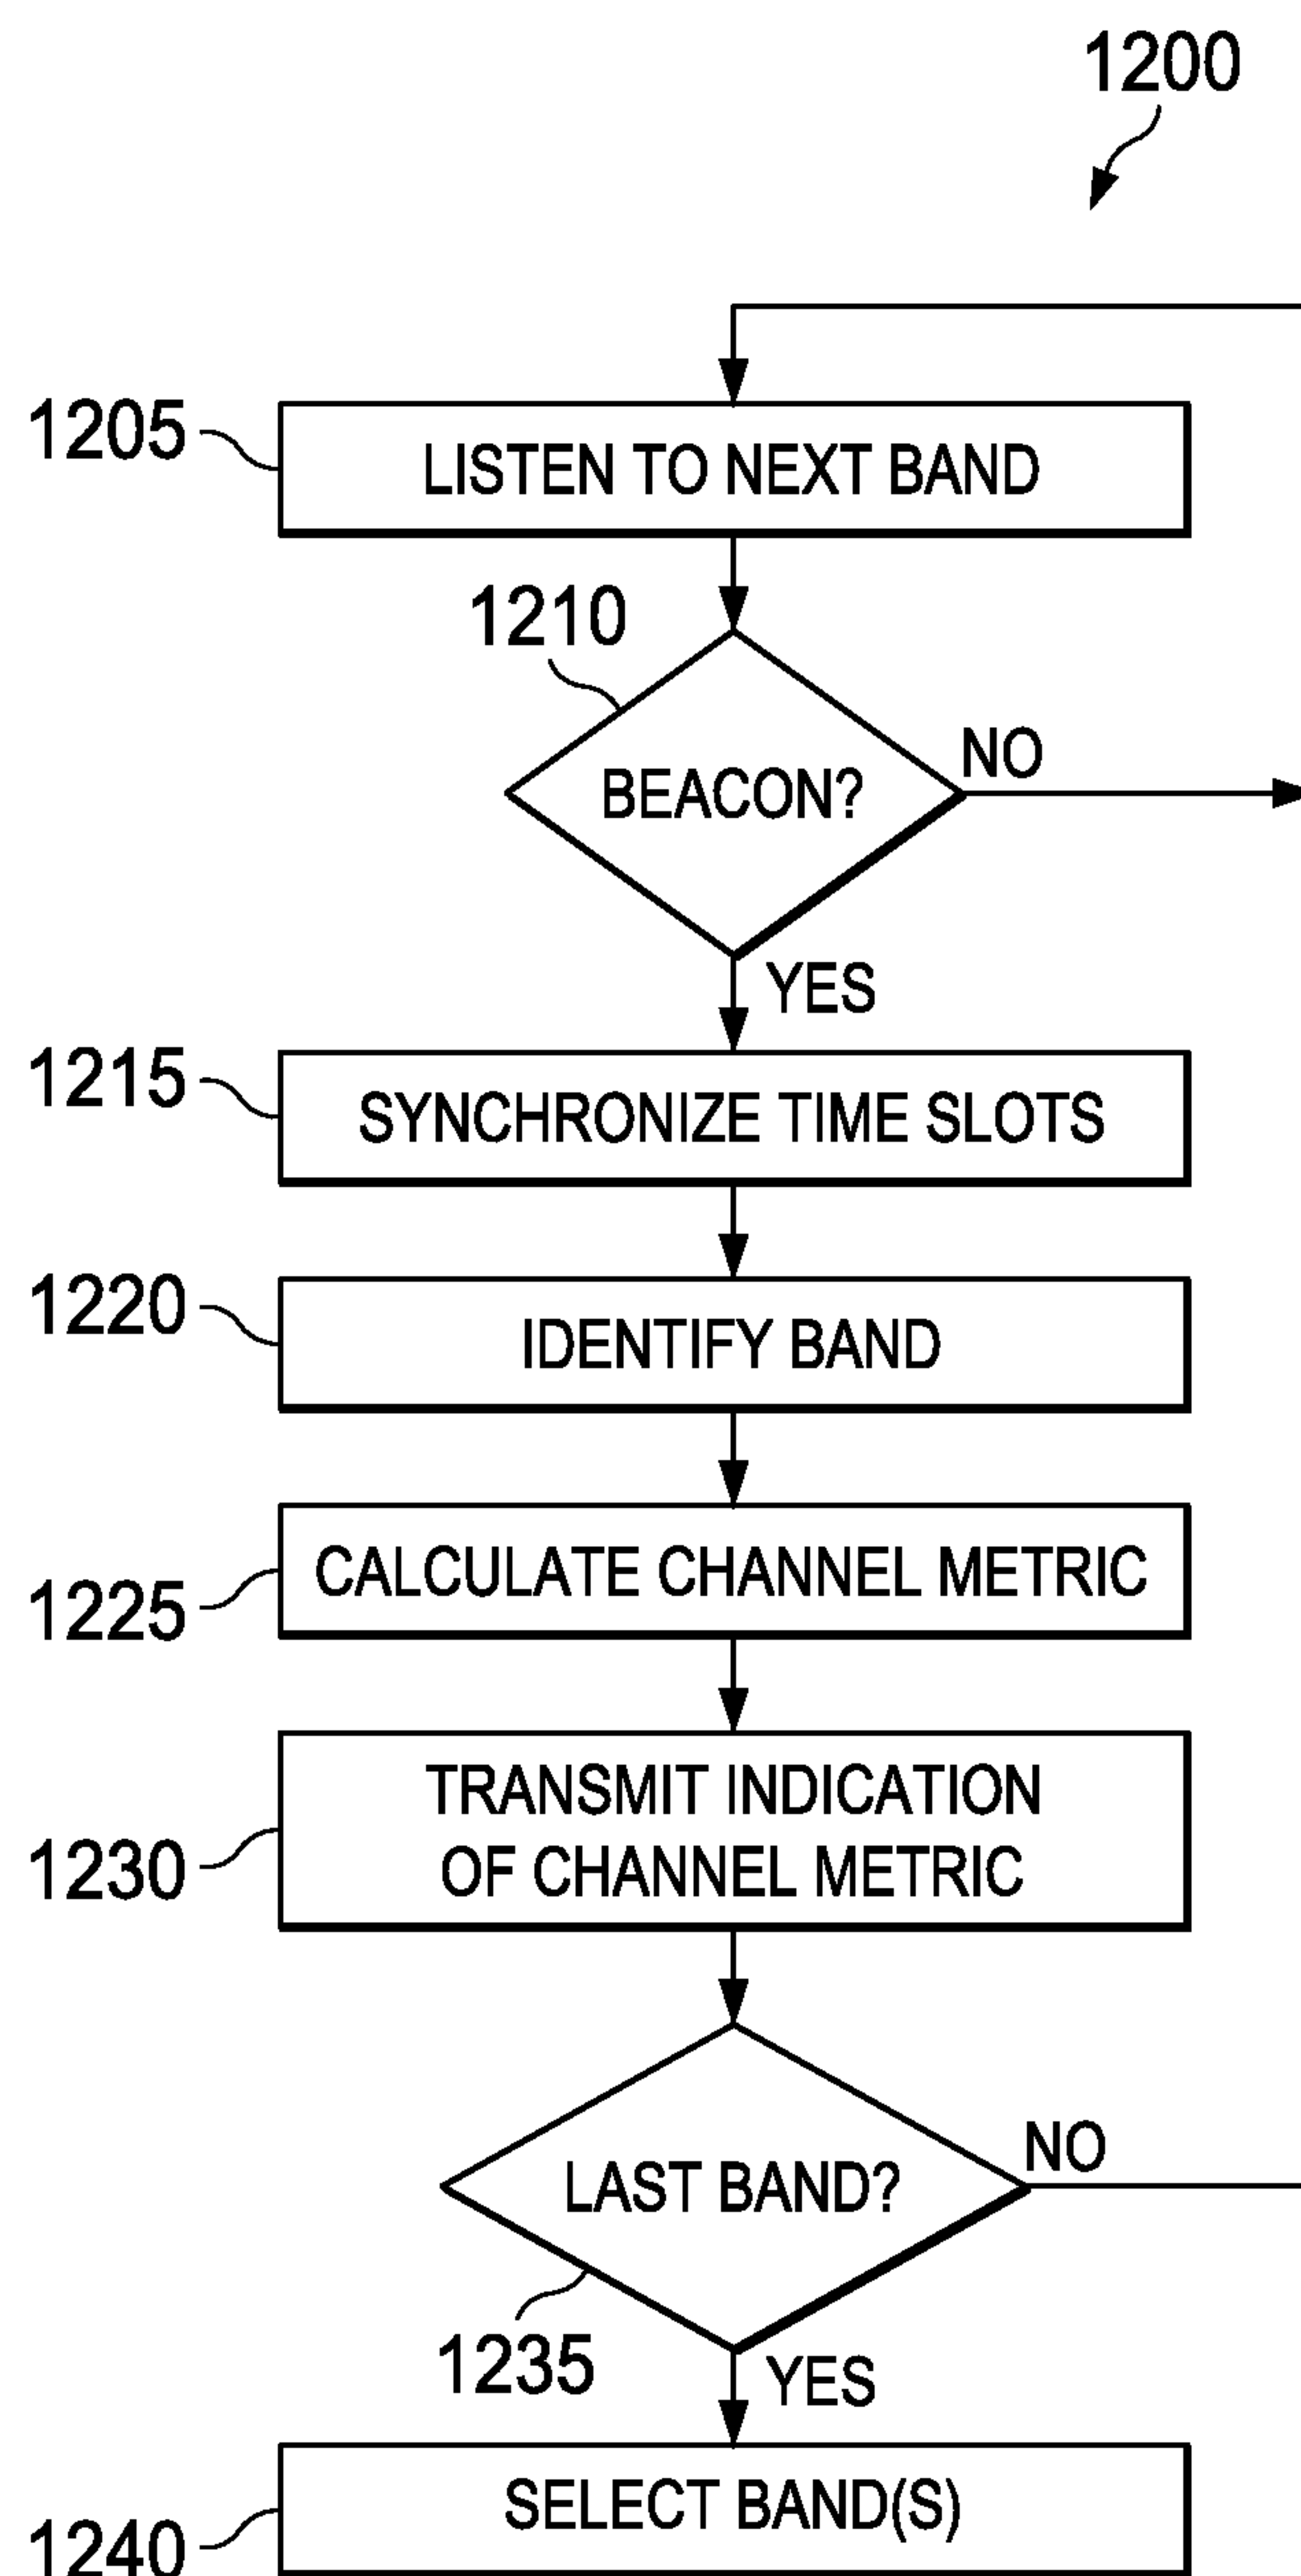 1200
1205
LISTEN TO NEXT BAND
1210
BEACON?
NO
YES
1215
SYNCHRONIZE TIME SLOTS
1220
IDENTIFY BAND
1225
CALCULATE CHANNEL METRIC
1230
TRANSMIT INDICATION
OF CHANNEL METRIC
LAST BAND?
NO
1235
YES
1240
SELECT BAND(S)